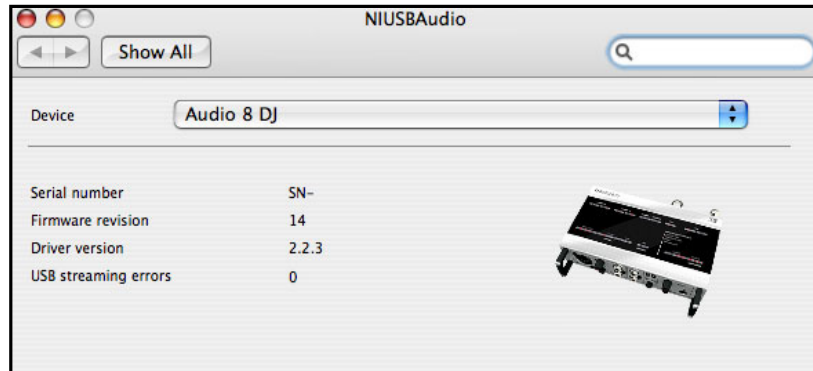 NIUSBAudio
Show All
Device Audio 8 DJ
Serial number SN-
Firmware revision 14
Driver version 2.2.3
USB streaming errors 0